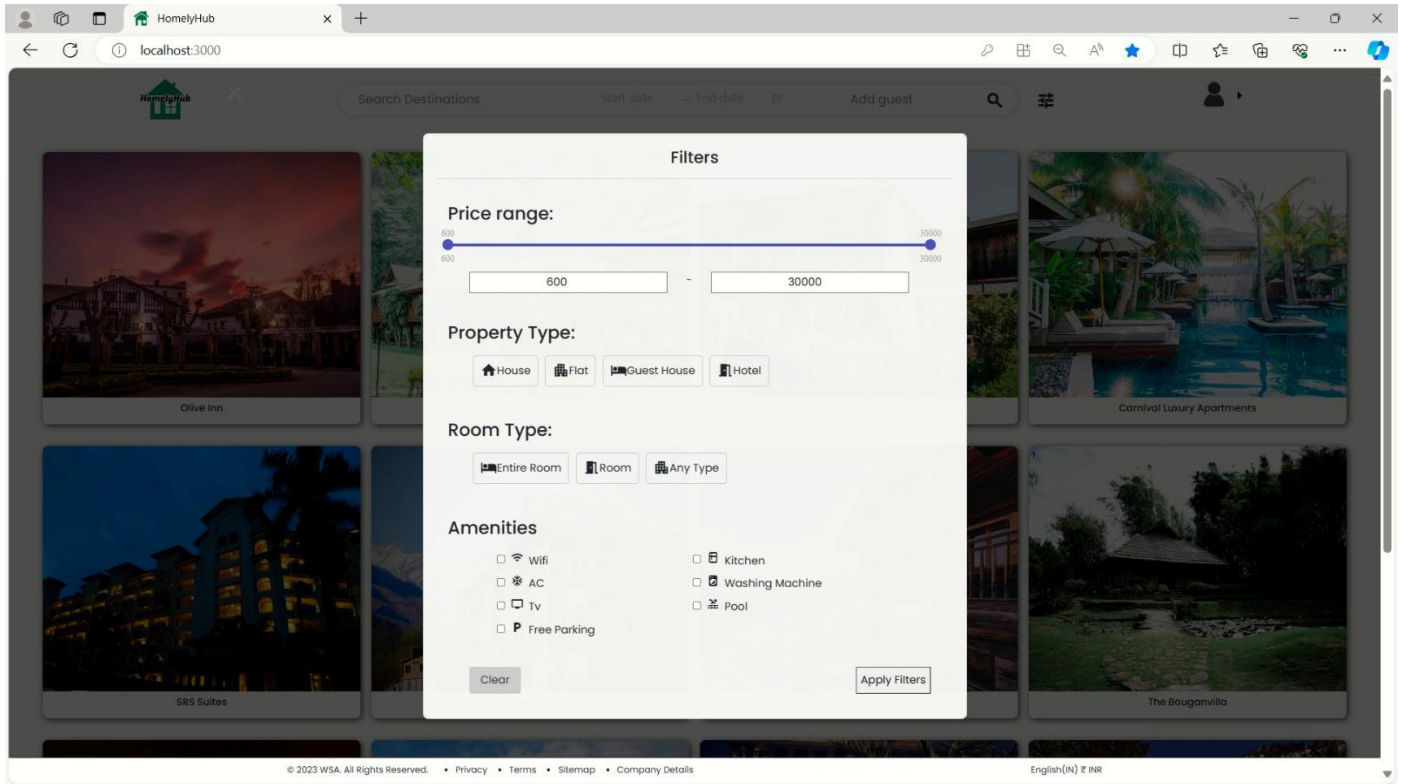 HomelyHub
localhost:3000
HomelyHub
Search Destinations Start date → End date Add guest
Filters
Price range:
600 30000
600 30000
600 - 30000
Property Type:
House Flat Guest House Hotel
Olive Inn Carnival Luxury Apartments
Room Type:
Entire Room Room Any Type
Amenities
Wifi Kitchen
AC Washing Machine
Tv Pool
P Free Parking
Clear Apply Filters
SRS Suites The Bouganvilla
© 2023 WSA. All Rights Reserved. • Privacy • Terms • Sitemap • Company Details English(IN) ₹ INR